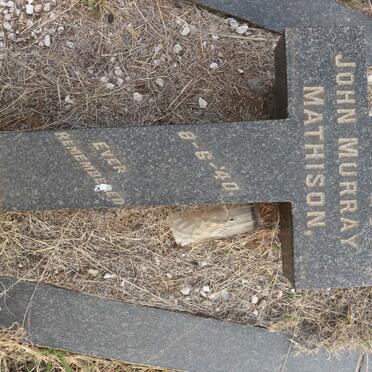 JOHN MURRAY
MATHISON,
8-6-40.
EVER
REMEMBERED